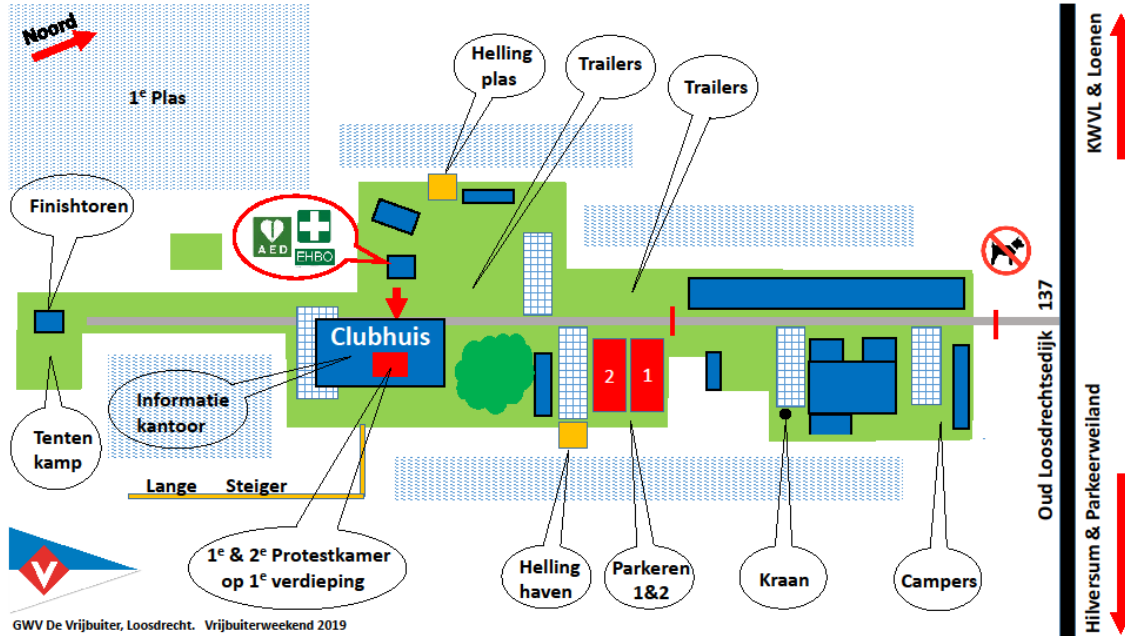 Noord
1e Plas
Helling
plas
Trailers
Trailers
KWVL & Loenen
Finishtoren
AED
EHBO
Clubhuis
Informatie
kantoor
2
1
Oud Loosdrechtsedijk 137
Hilversum & Parkeerweiland
Tenten
kamp
Lange Steiger
1e & 2e Protestkamer
op 1e verdieping
Helling
haven
Parkeren
1&2
Kraan
Campers
V
GWV De Vrijbuiter, Loosdrecht. Vrijbuiterweekend 2019